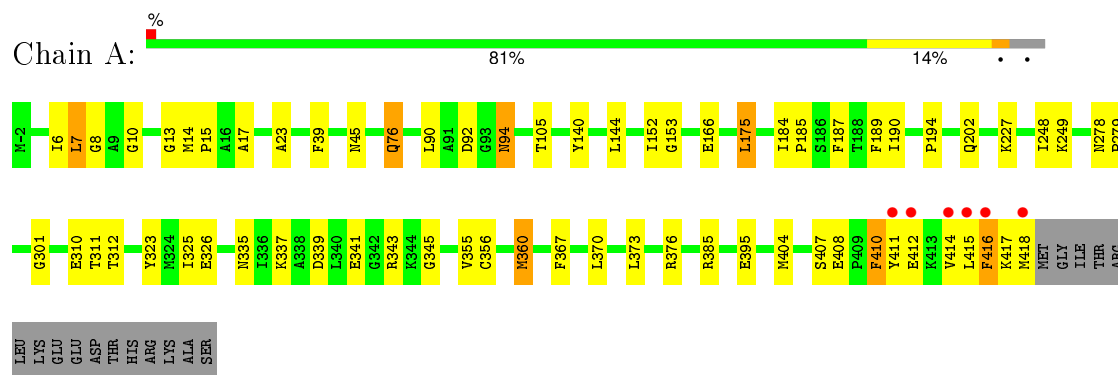 %
Chain A:
81% 14% • •
M-2 I6 L7 G8 A9 G10 G13 M14 P15 A16 A17 A23 F39 N45 Q76 L90 A91 D92 G93 N94 T105 Y140 L144 I152 G153 E166 L175 I184 P185 S186 F187 T188 F189 I190 P194 Q202 K227 I248 K249 N278 P279
G301 E310 T311 T312 Y323 M324 I325 E326 N335 I336 K337 A338 D339 L340 E341 G342 R343 K344 G345 V355 C356 M360 F367 L370 L373 R376 R385 E395 M404 S407 E408 P409 F410 Y411 E412 K413 V414 L415 F416 K417 M418 MET GLY ILE THR ARG
LEU LYS GLU GLU ASP THR HIS ARG LYS ALA SER